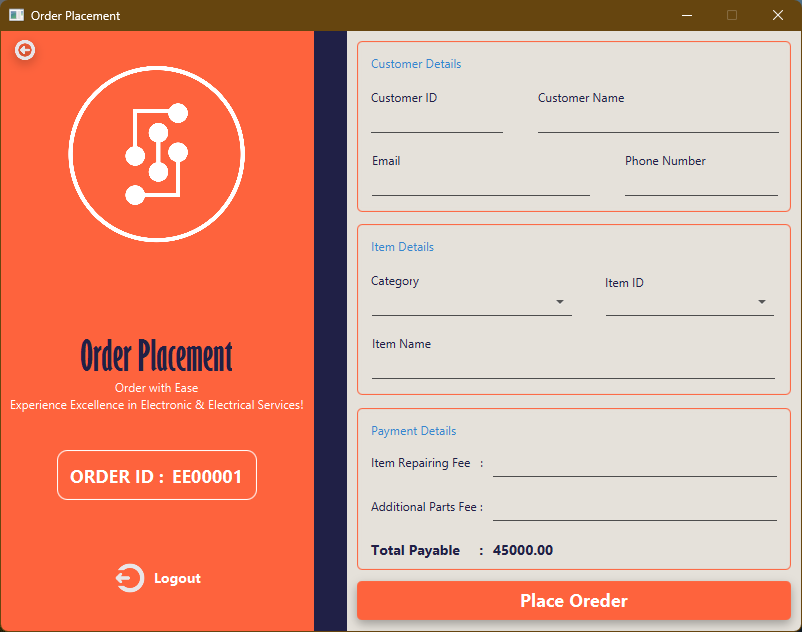 Order Placement
Order Placement
Order with Ease
Experience Excellence in Electronic & Electrical Services!
ORDER ID : EE00001
Logout
Customer Details
Customer ID
Customer Name
Email
Phone Number
Item Details
Category
Item ID
Item Name
Payment Details
Item Repairing Fee :
Additional Parts Fee :
Total Payable : 45000.00
Place Oreder